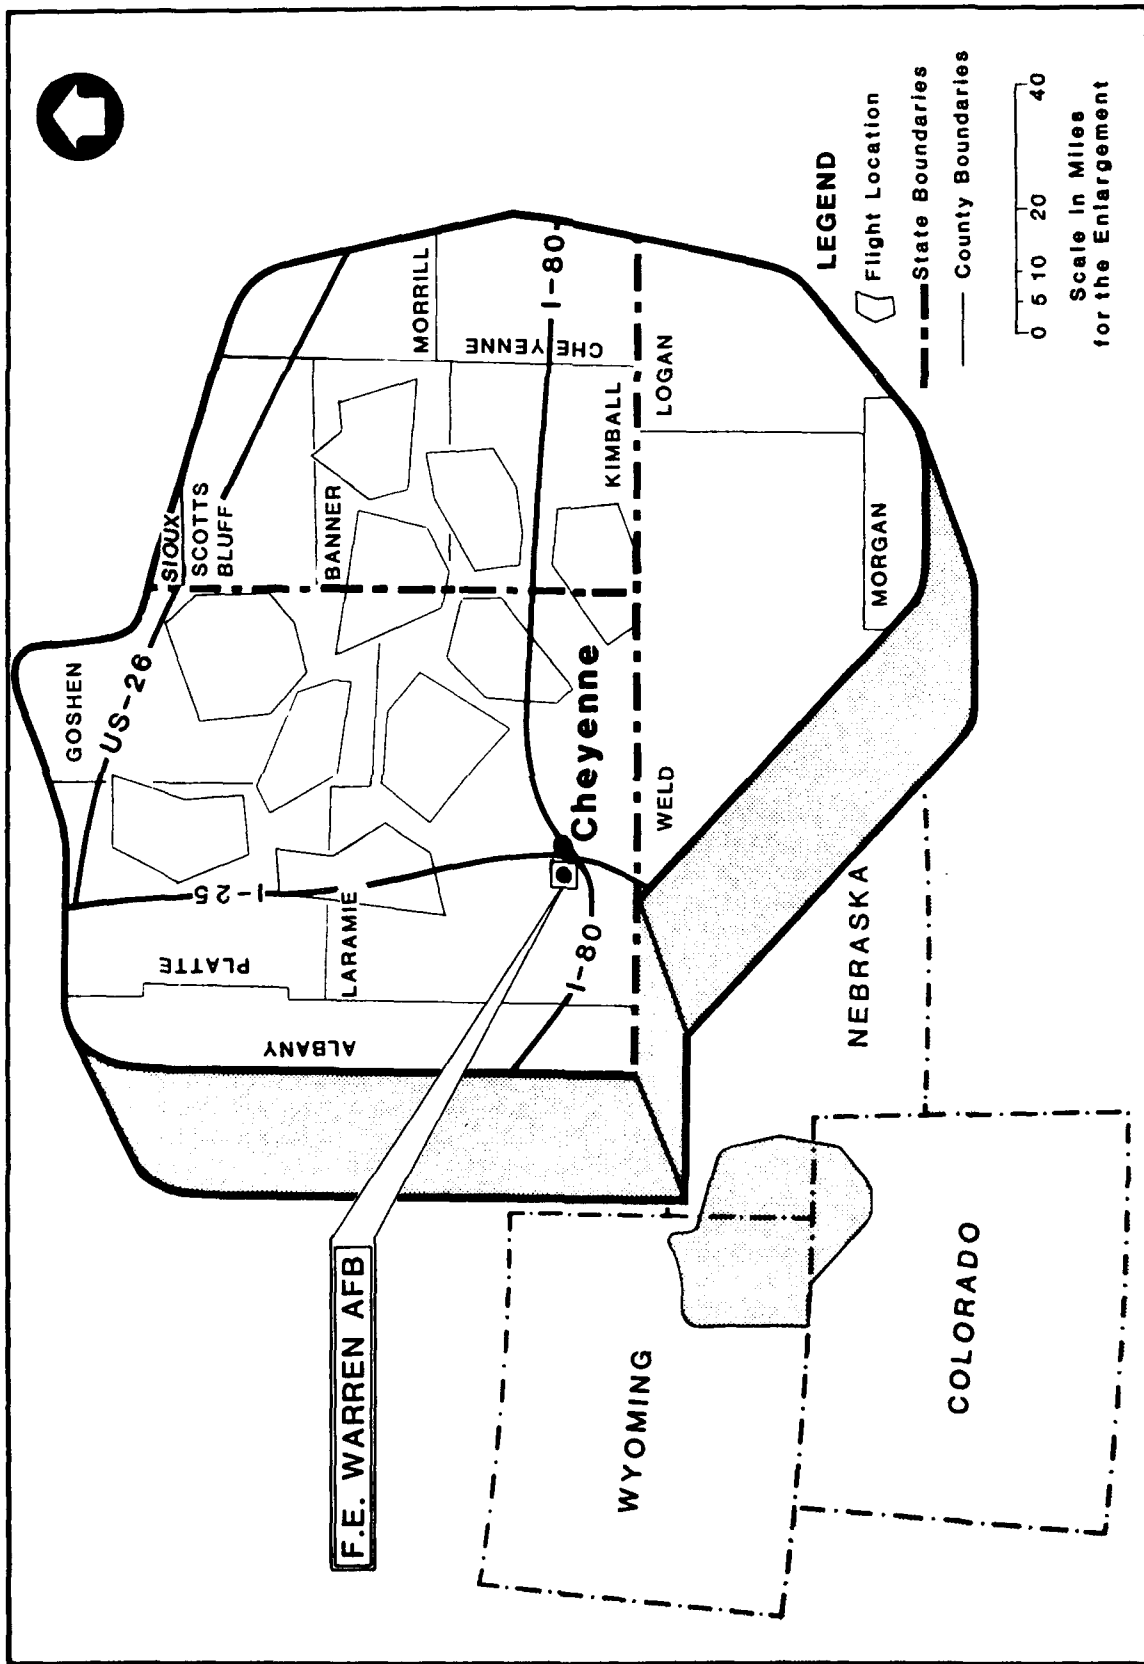 GOSHEN
US-26
SIOUX
SCOTTS
BLUFF
PLATTE
I-25
BANNER
MORRILL
LARAMIE
CHEYENNE
ALBANY
I-80
KIMBALL
Cheyenne
I-80
WELD
LOGAN
MORGAN
F.E. WARREN AFB
WYOMING
NEBRASKA
COLORADO
LEGEND
Flight Location
State Boundaries
County Boundaries
0 5 10 20 40
Scale in Miles
for the Enlargement